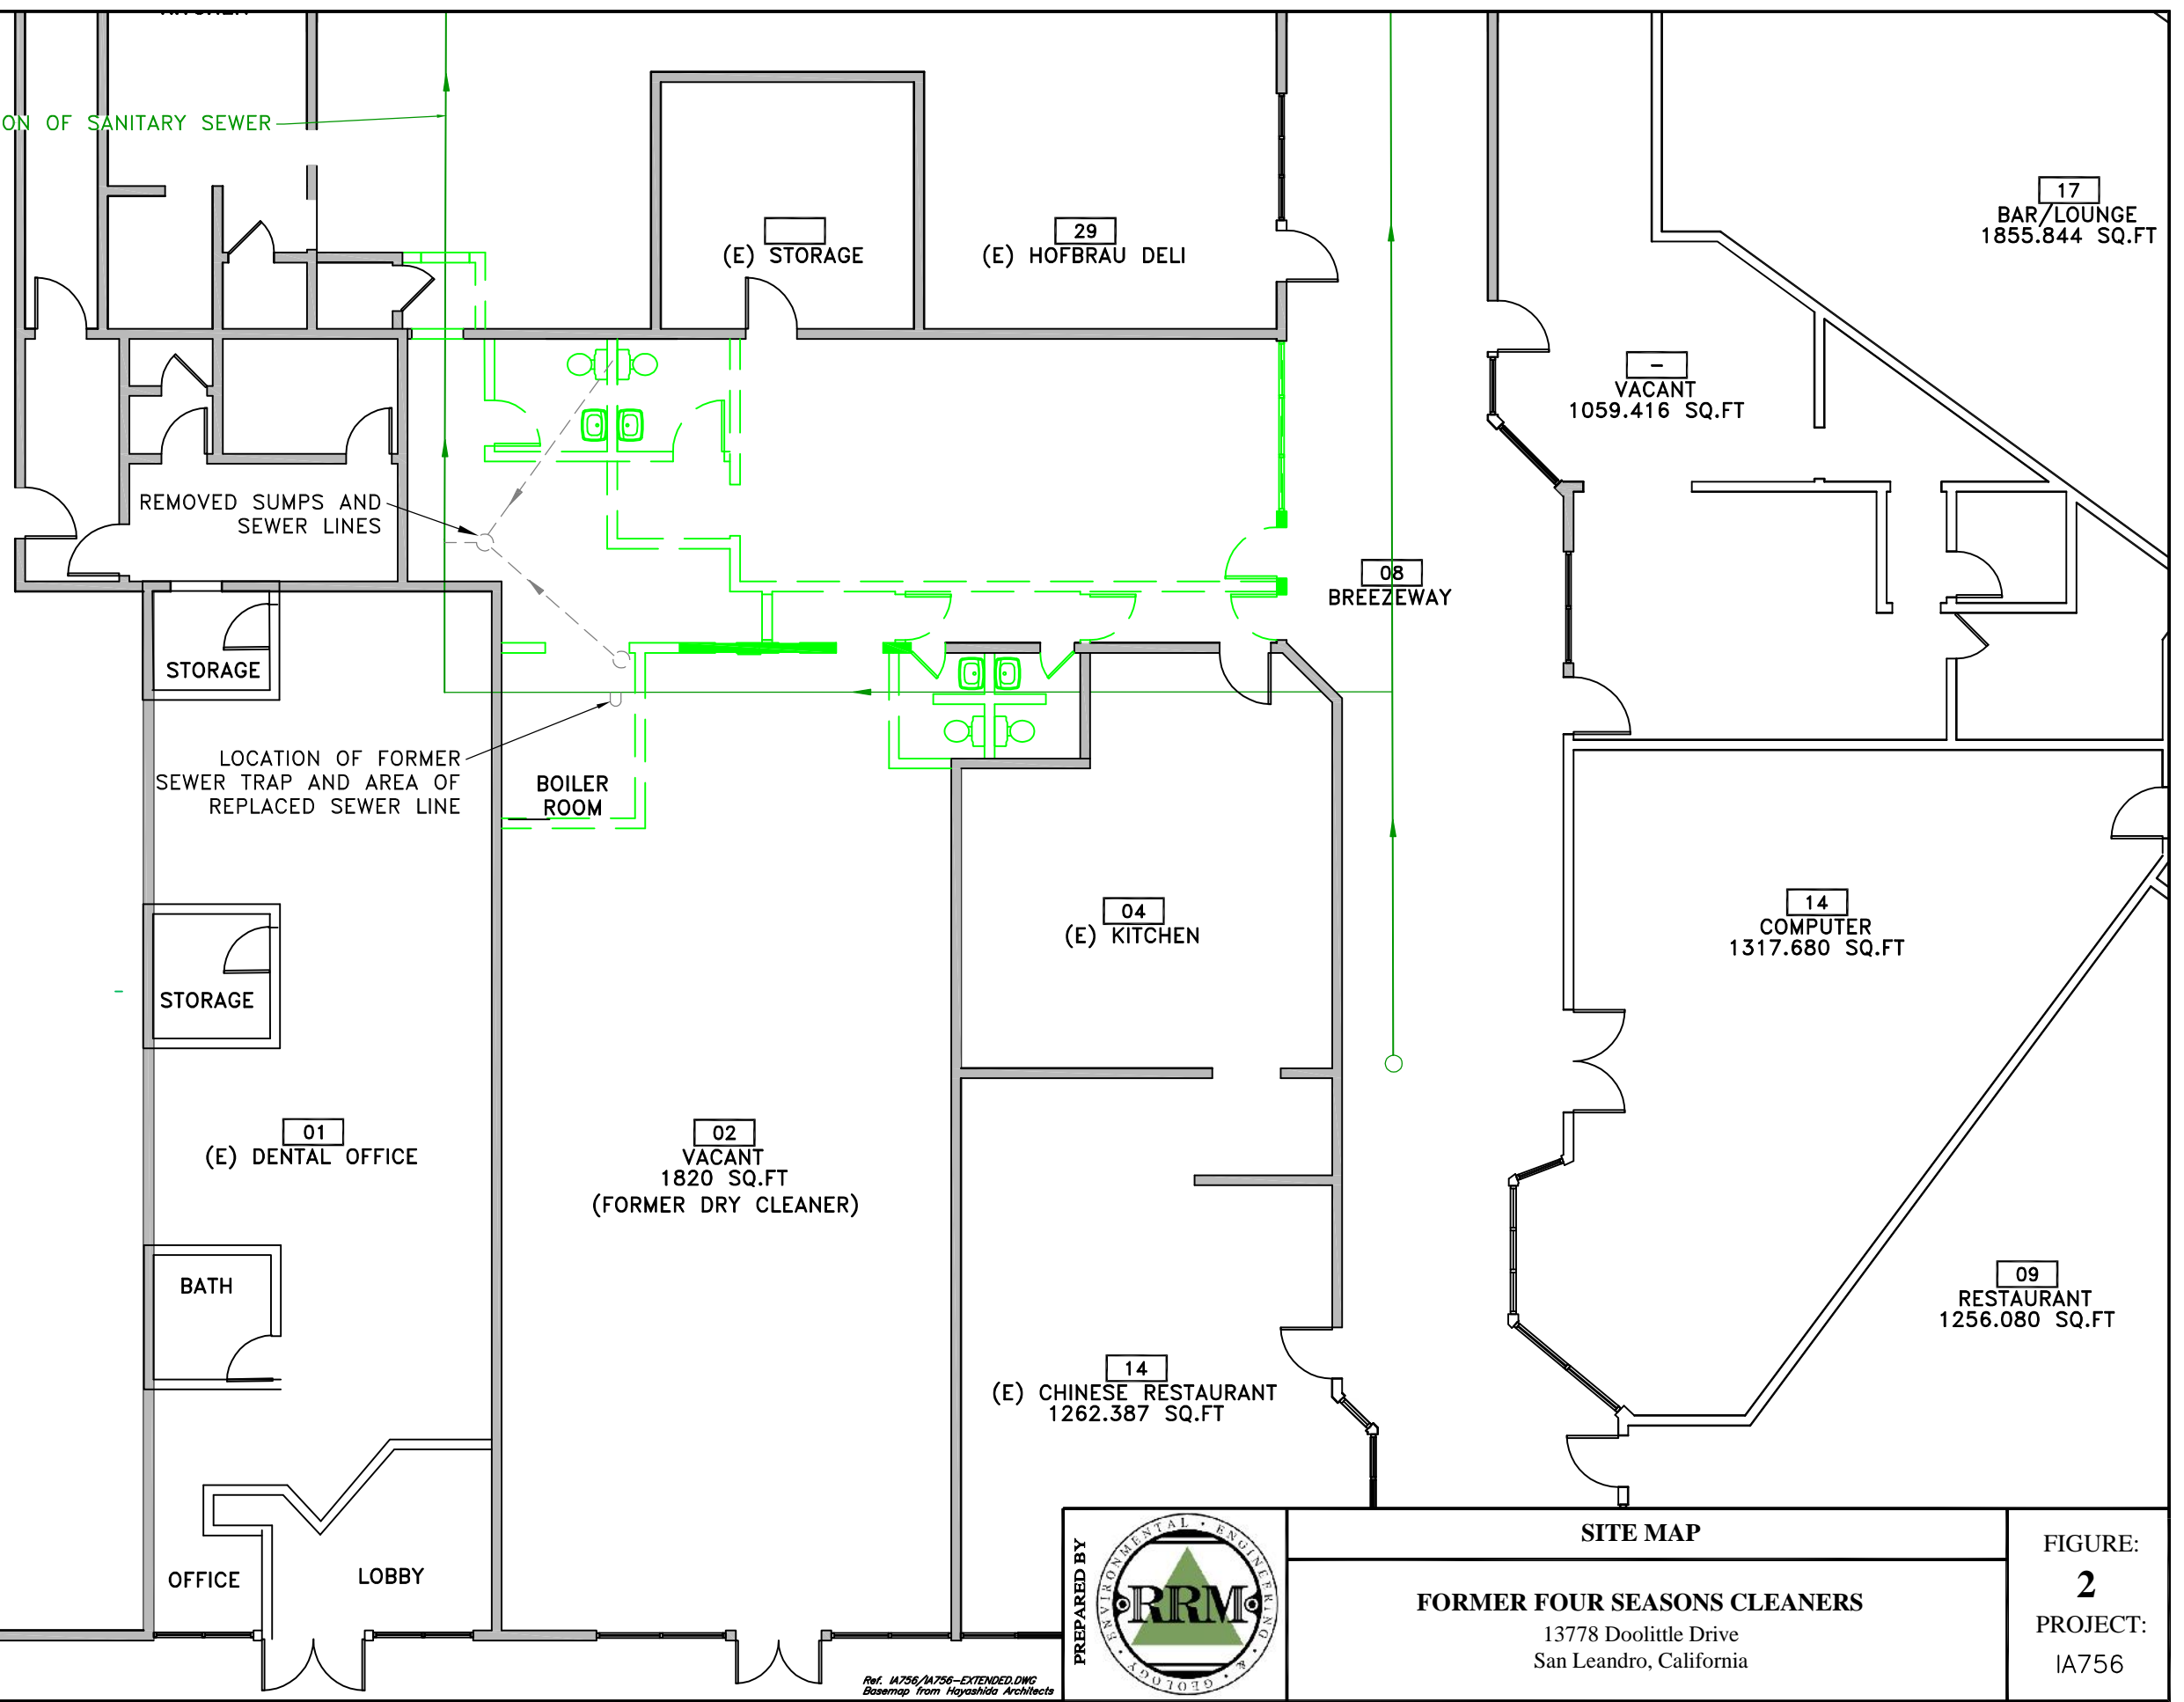 ON OF SANITARY SEWER
(E) STORAGE
29
(E) HOFBRAU DELI
17
BAR/LOUNGE
1855.844 SQ.FT
–
VACANT
1059.416 SQ.FT
REMOVED SUMPS AND
SEWER LINES
08
BREEZEWAY
STORAGE
LOCATION OF FORMER
SEWER TRAP AND AREA OF
REPLACED SEWER LINE
BOILER
ROOM
04
(E) KITCHEN
14
COMPUTER
1317.680 SQ.FT
STORAGE
01
(E) DENTAL OFFICE
02
VACANT
1820 SQ.FT
(FORMER DRY CLEANER)
BATH
09
RESTAURANT
1256.080 SQ.FT
14
(E) CHINESE RESTAURANT
1262.387 SQ.FT
OFFICE
LOBBY
Ref. IA756/IA756-EXTENDED.DWG
Basemap from Hayashida Architects
PREPARED BY
ENVIRONMENTAL • ENGINEERING • & GEOLOGY •
RRM
SITE MAP
FORMER FOUR SEASONS CLEANERS
13778 Doolittle Drive
San Leandro, California
FIGURE:
2
PROJECT:
IA756